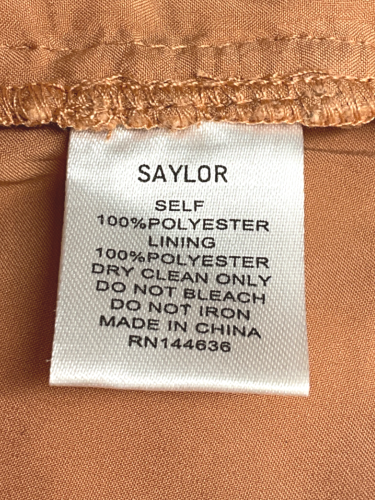 SAYLOR
SELF
100%POLYESTER
LINING
100%POLYESTER
DRY CLEAN ONLY
DO NOT BLEACH
DO NOT IRON
MADE IN CHINA
RN144636